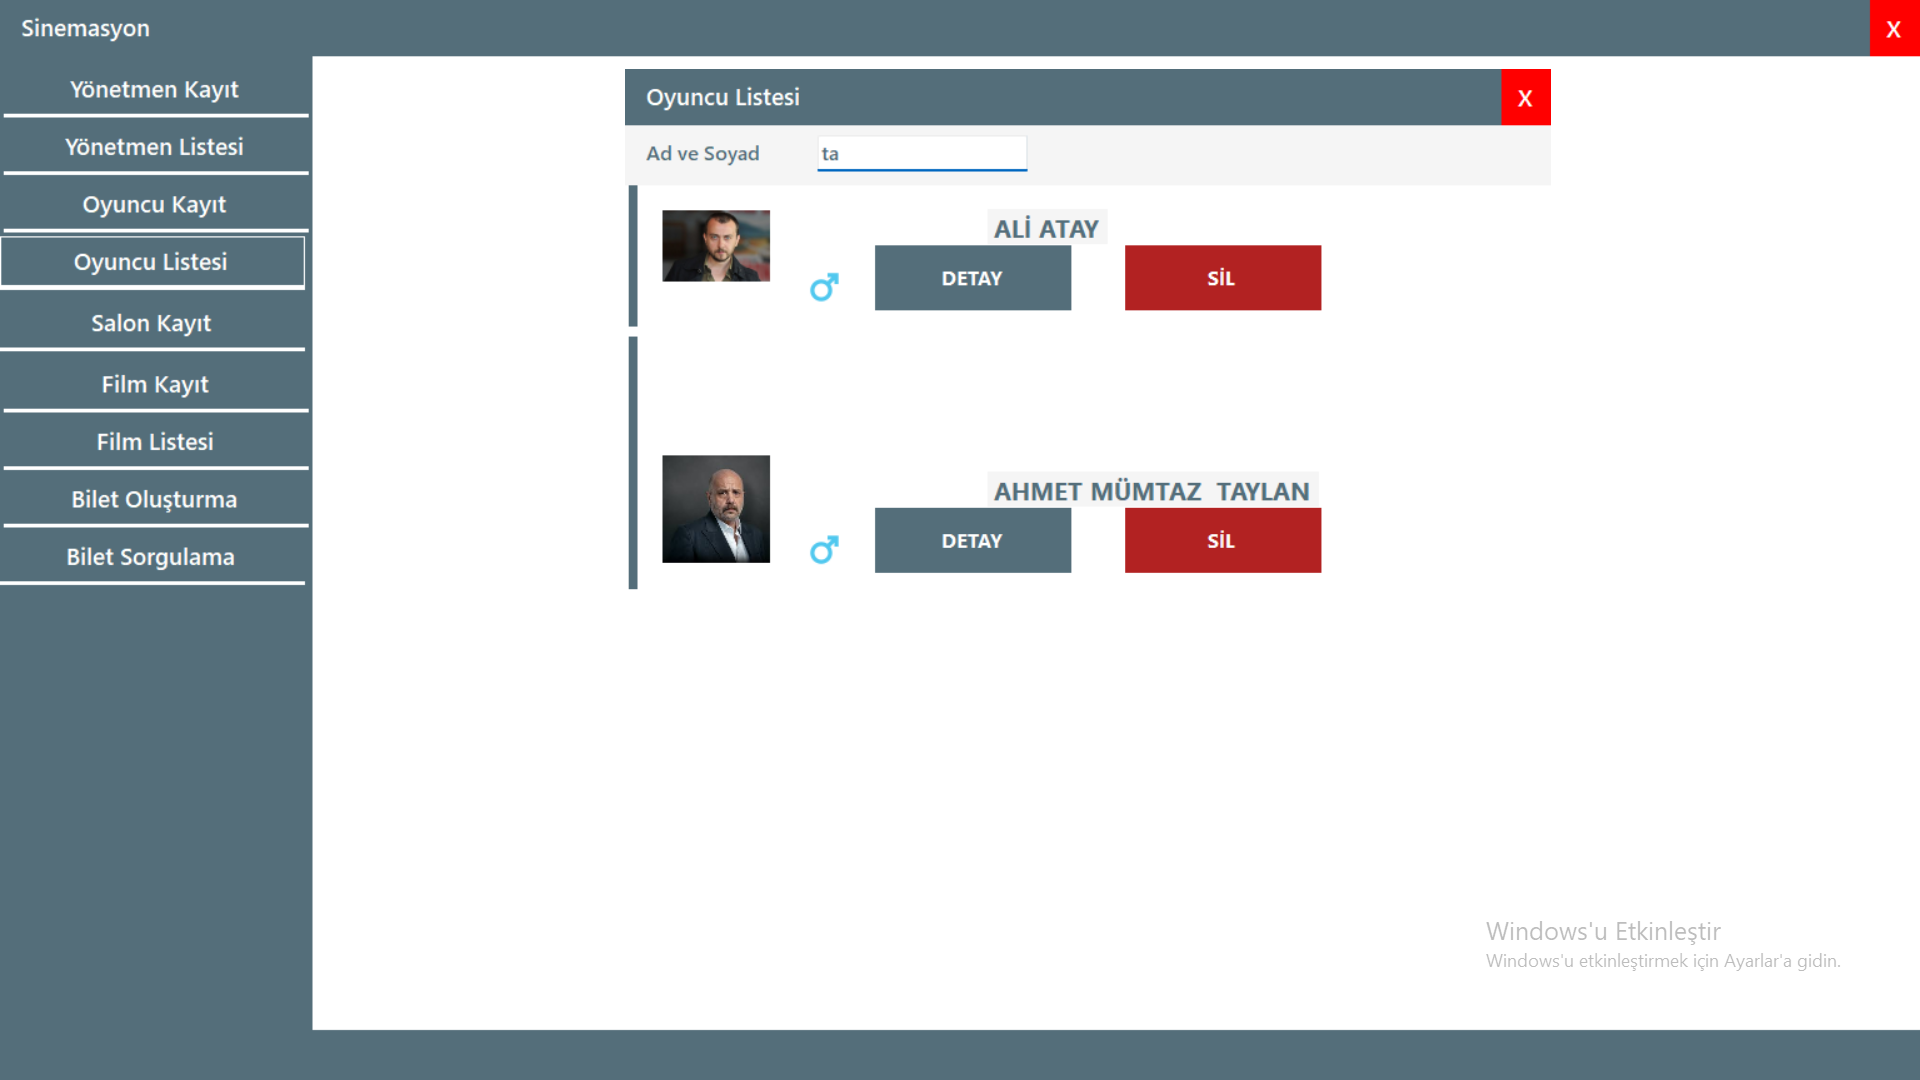 Sinemasyon
X
Yönetmen Kayıt
Yönetmen Listesi
Oyuncu Kayıt
Oyuncu Listesi
Salon Kayıt
Film Kayıt
Film Listesi
Bilet Oluşturma
Bilet Sorgulama
Oyuncu Listesi
X
Ad ve Soyad
ta
ALİ ATAY
DETAY
SİL
AHMET MÜMTAZ  TAYLAN
DETAY
SİL
Windows'u Etkinleştir
Windows'u etkinleştirmek için Ayarlar'a gidin.